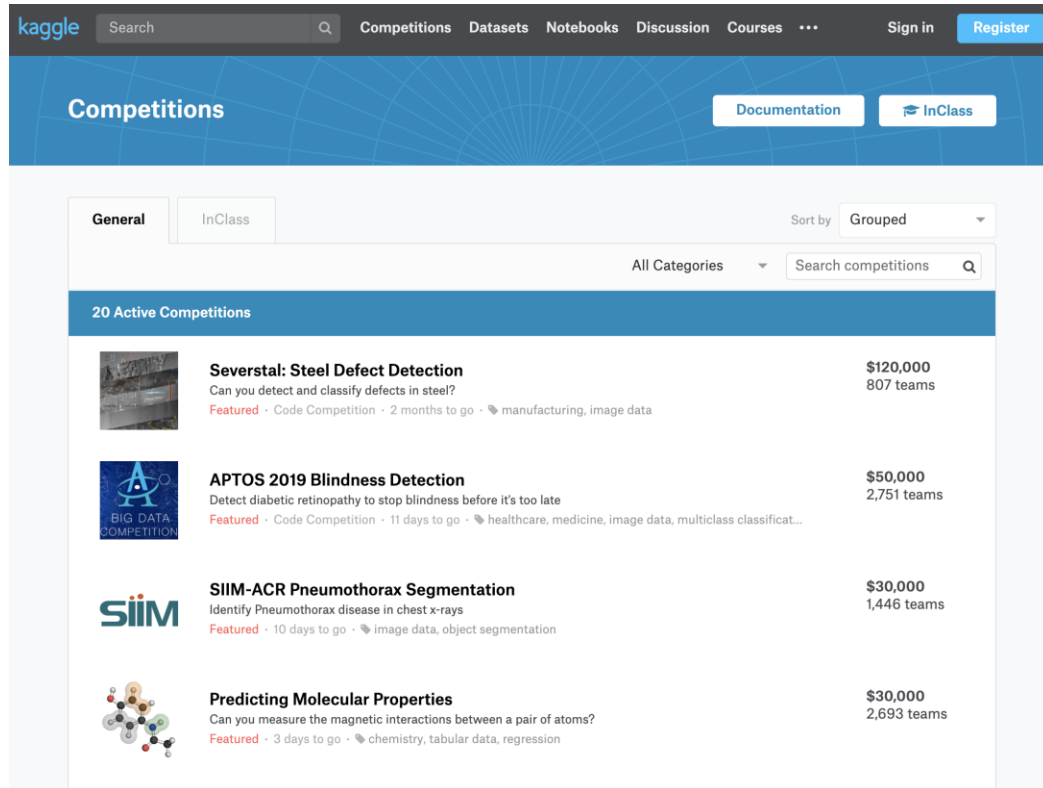 kaggle Search Competitions Datasets Notebooks Discussion Courses ••• Sign in Register
Competitions
Documentation InClass
General InClass Sort by Grouped
All Categories Search competitions
20 Active Competitions
Severstal: Steel Defect Detection $120,000
Can you detect and classify defects in steel? 807 teams
Featured · Code Competition · 2 months to go · manufacturing, image data
APTOS 2019 Blindness Detection $50,000
Detect diabetic retinopathy to stop blindness before it's too late 2,751 teams
Featured · Code Competition · 11 days to go · healthcare, medicine, image data, multiclass classificat...
BIG DATA
COMPETITION
SIIM-ACR Pneumothorax Segmentation $30,000
Identify Pneumothorax disease in chest x-rays 1,446 teams
Featured · 10 days to go · image data, object segmentation
SIIM
Predicting Molecular Properties $30,000
Can you measure the magnetic interactions between a pair of atoms? 2,693 teams
Featured · 3 days to go · chemistry, tabular data, regression